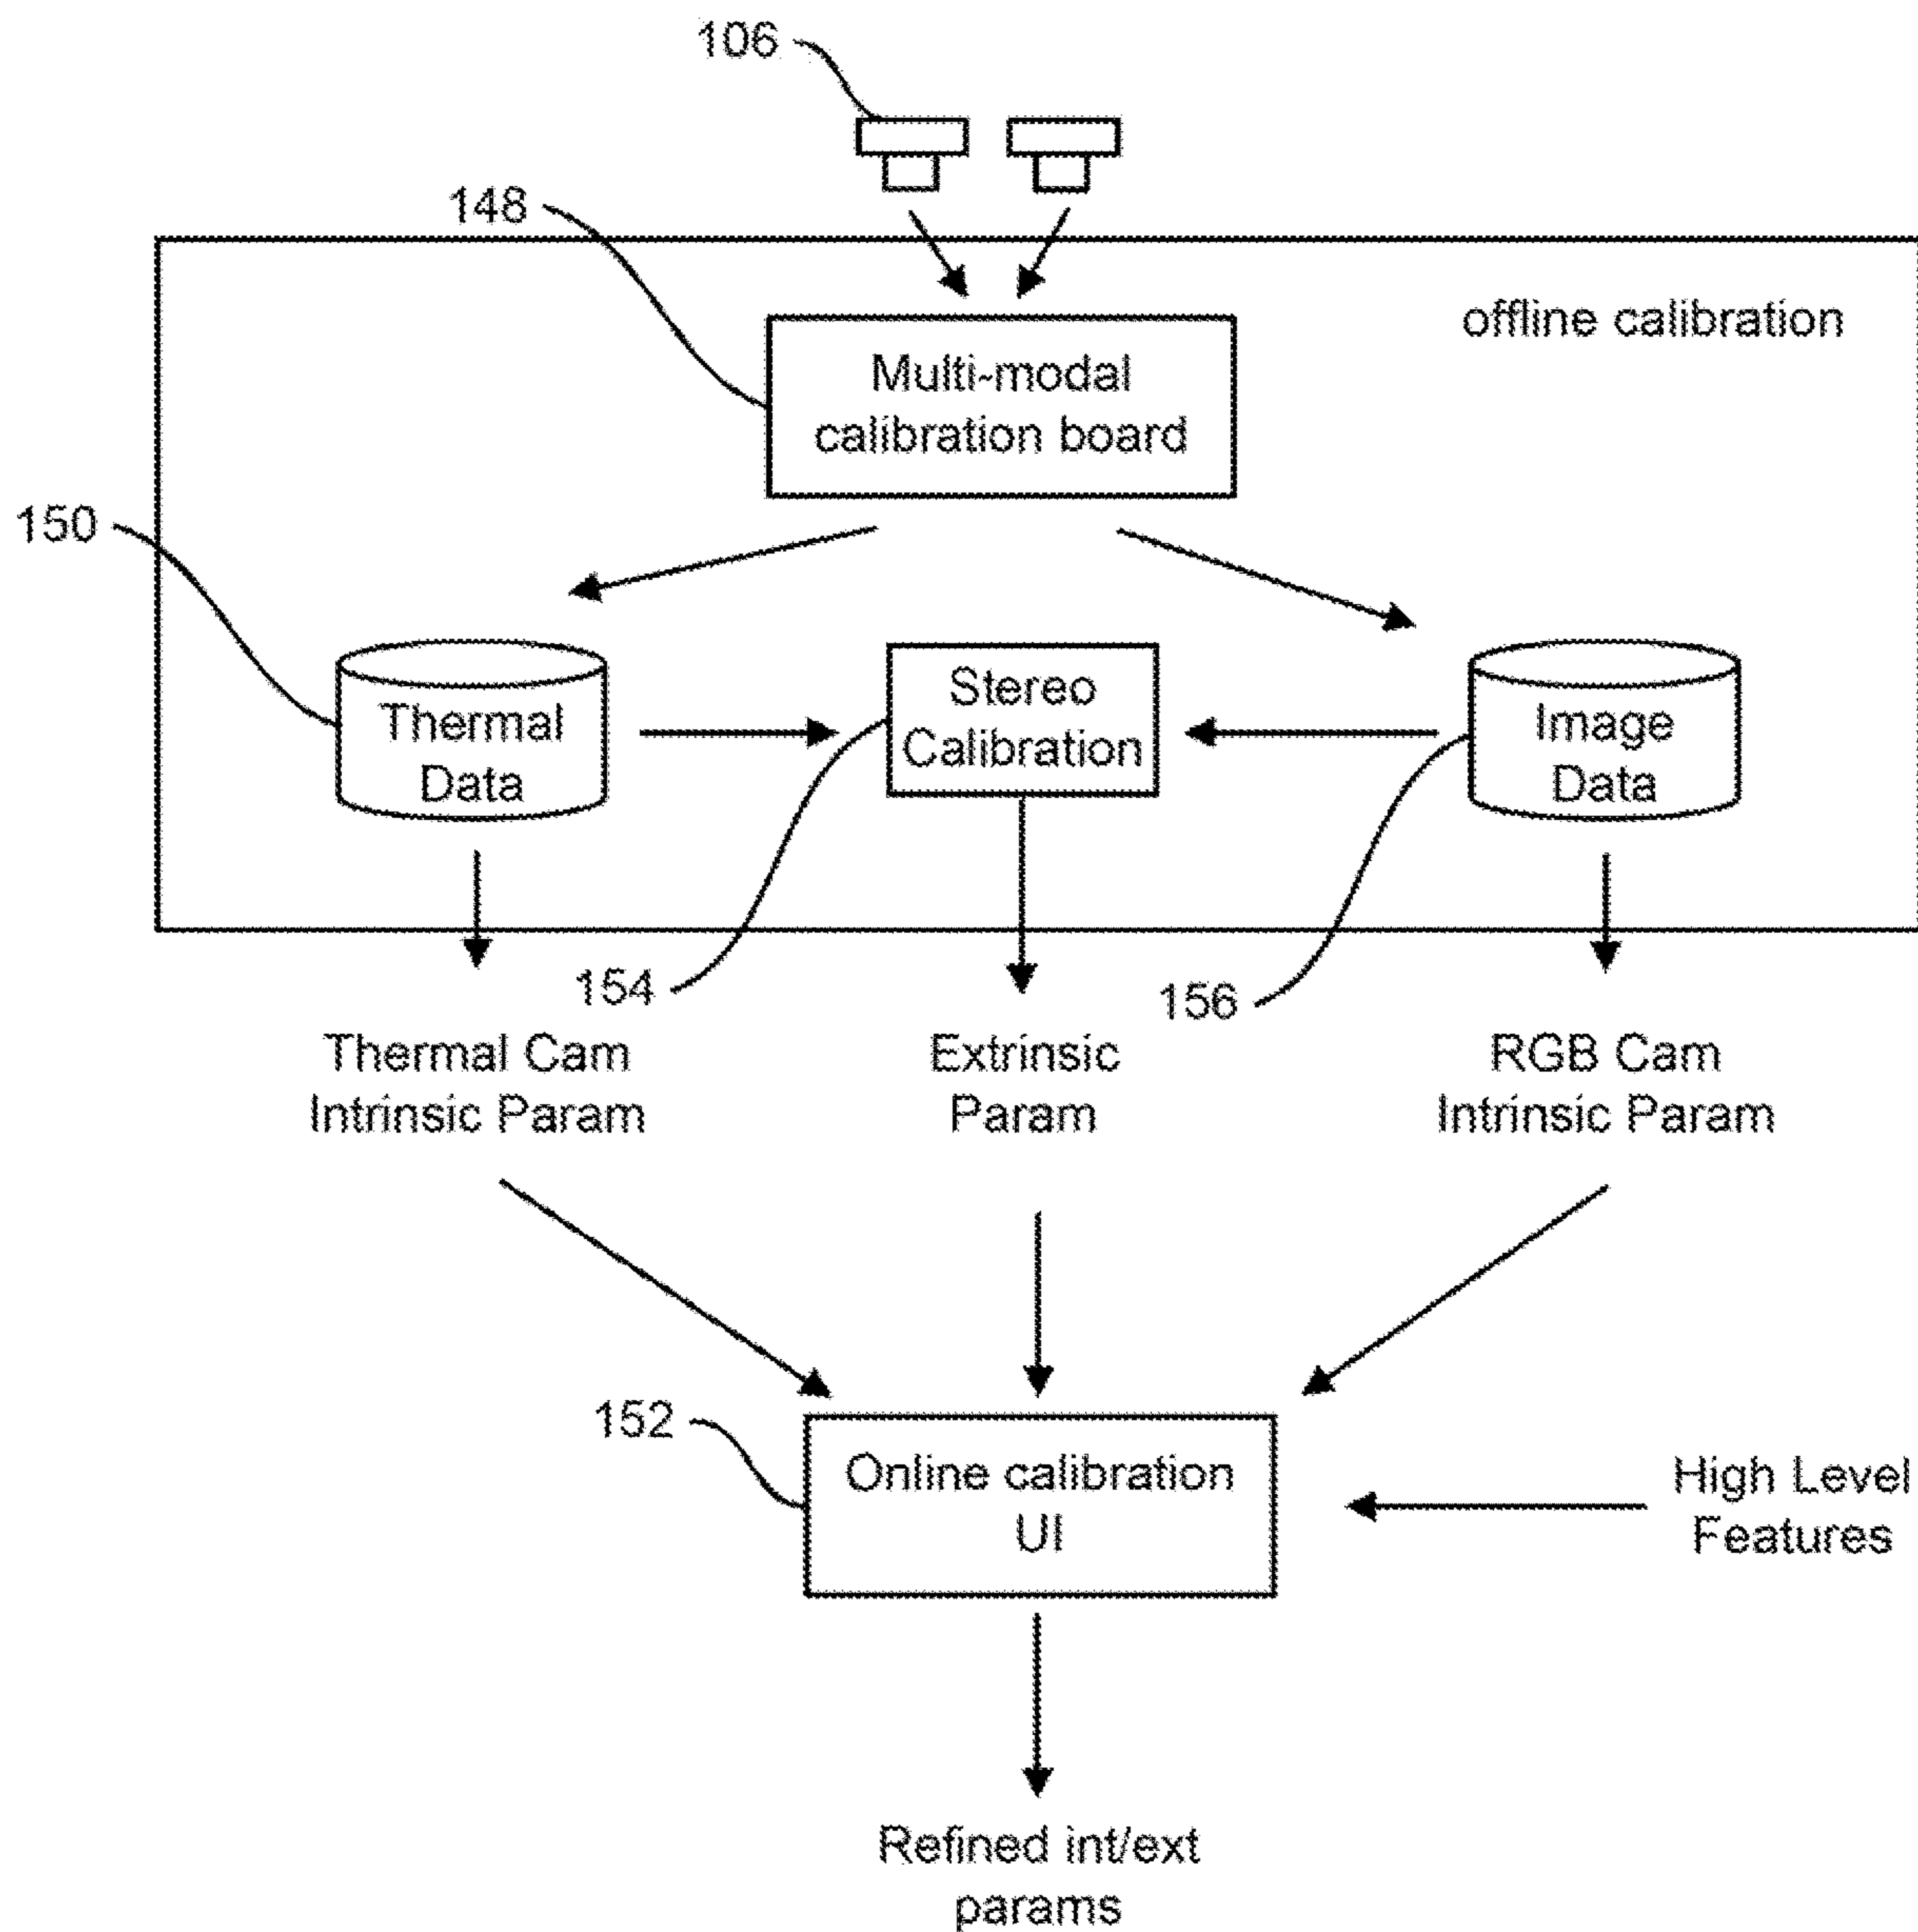 106
148
offline calibration
Multi-modal
calibration board
150
Thermal
Data
Stereo
Calibration
Image
Data
154
156
Thermal Cam
Intrinsic Param
Extrinsic
Param
RGB Cam
Intrinsic Param
152
Online calibration
UI
High Level
Features
Refined int/ext
params